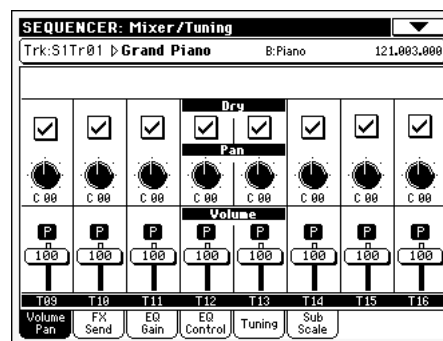 SEQUENCER: Mixer/Tuning
Trk:S1Tr01 ▷Grand Piano B:Piano 121.003.000
Dry
Pan
C 00 C 00 C 00 C 00 C 00 C 00 C 00 C 00
Volume
P P P P P P P P
100 100 100 100 100 100 100 100
T09 T10 T11 T12 T13 T14 T15 T16
Volume Pan FX Send EQ Gain EQ Control Tuning Sub Scale